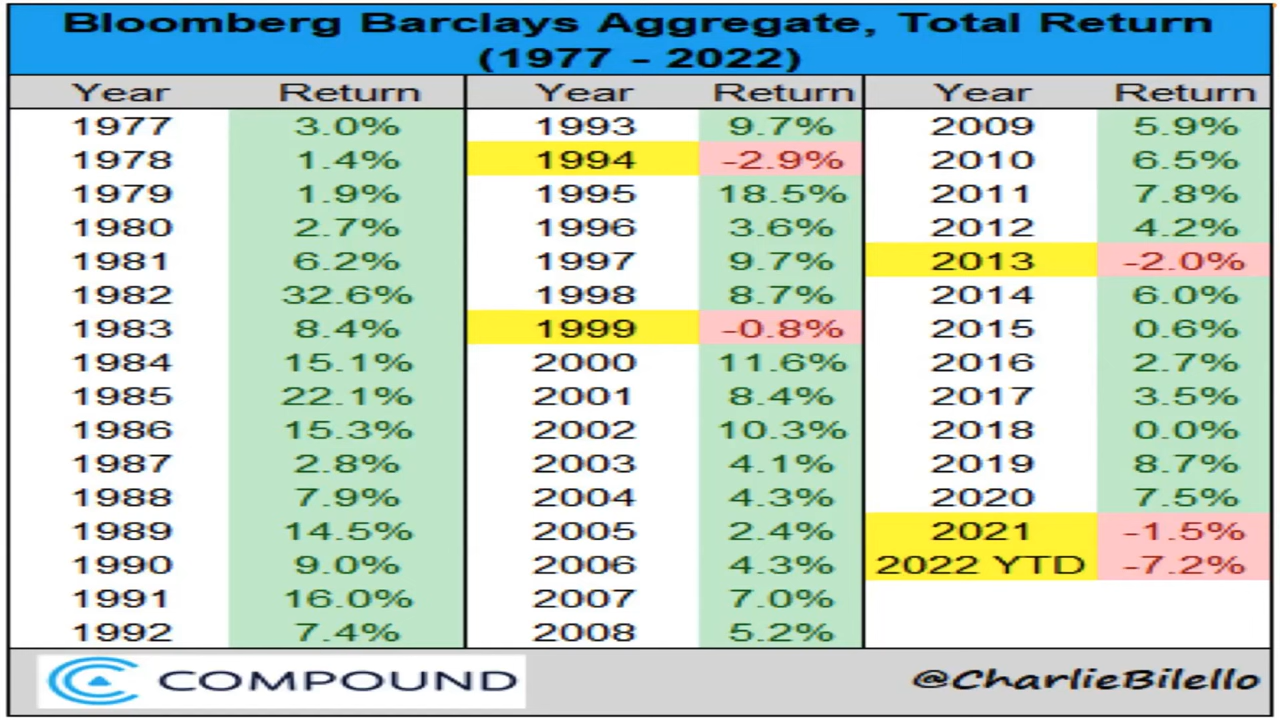 Bloomberg Barclays Aggregate, Total Return
(1977 - 2022)
Year Return Year Return Year Return
1977 3.0% 1993 9.7% 2009 5.9%
1978 1.4% 1994 -2.9% 2010 6.5%
1979 1.9% 1995 18.5% 2011 7.8%
1980 2.7% 1996 3.6% 2012 4.2%
1981 6.2% 1997 9.7% 2013 -2.0%
1982 32.6% 1998 8.7% 2014 6.0%
1983 8.4% 1999 -0.8% 2015 0.6%
1984 15.1% 2000 11.6% 2016 2.7%
1985 22.1% 2001 8.4% 2017 3.5%
1986 15.3% 2002 10.3% 2018 0.0%
1987 2.8% 2003 4.1% 2019 8.7%
1988 7.9% 2004 4.3% 2020 7.5%
1989 14.5% 2005 2.4% 2021 -1.5%
1990 9.0% 2006 4.3% 2022 YTD -7.2%
1991 16.0% 2007 7.0%
1992 7.4% 2008 5.2%
COMPOUND @CharlieBilello